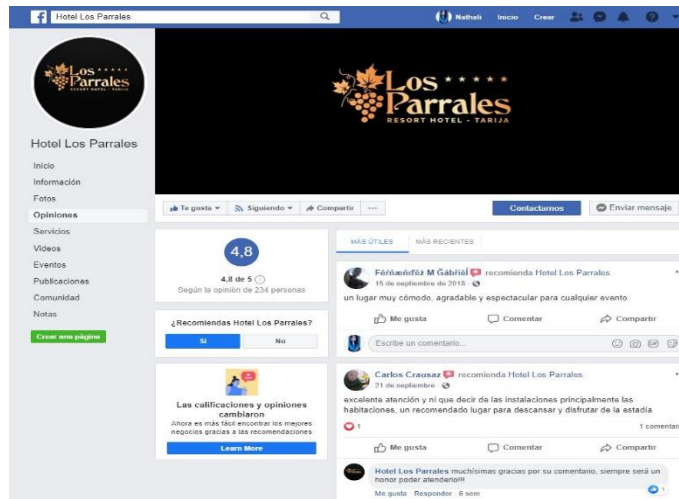 Hotel Los Parrales
Nathali Inicio Crear
Los
Parrales
Los
Parrales
RESORT HOTEL - TARIJA
Hotel Los Parrales
Inicio
Información
Fotos
Opiniones
Servicios
Videos
Eventos
Publicaciones
Comunidad
Notas
Crear una página
Te gusta Siguiendo Compartir ...
Contactarnos
Enviar mensaje
4,8
4,8 de 5
Según la opinión de 234 personas
¿Recomiendas Hotel Los Parrales?
Sí No
Las calificaciones y opiniones
cambiaron
Ahora es más fácil encontrar los mejores
negocios gracias a las recomendaciones
Learn More
MÁS ÚTILES MÁS RECIENTES
recomienda Hotel Los Parrales.
15 de septiembre de 2018
un lugar muy cómodo, agradable y espectacular para cualquier evento
Me gusta Comentar Compartir
Escribe un comentario...
Carlos Crausaz recomienda Hotel Los Parrales.
21 de septiembre
excelente atención y ni que decir de las instalaciones principalmente las
habitaciones, un recomendado lugar para descansar y disfrutar de la estadía
1
1 comentar
Me gusta Comentar Compartir
Hotel Los Parrales muchísimas gracias por su comentario, siempre será un
honor poder atenderle!!!
Me gusta Responder 6 sem
1